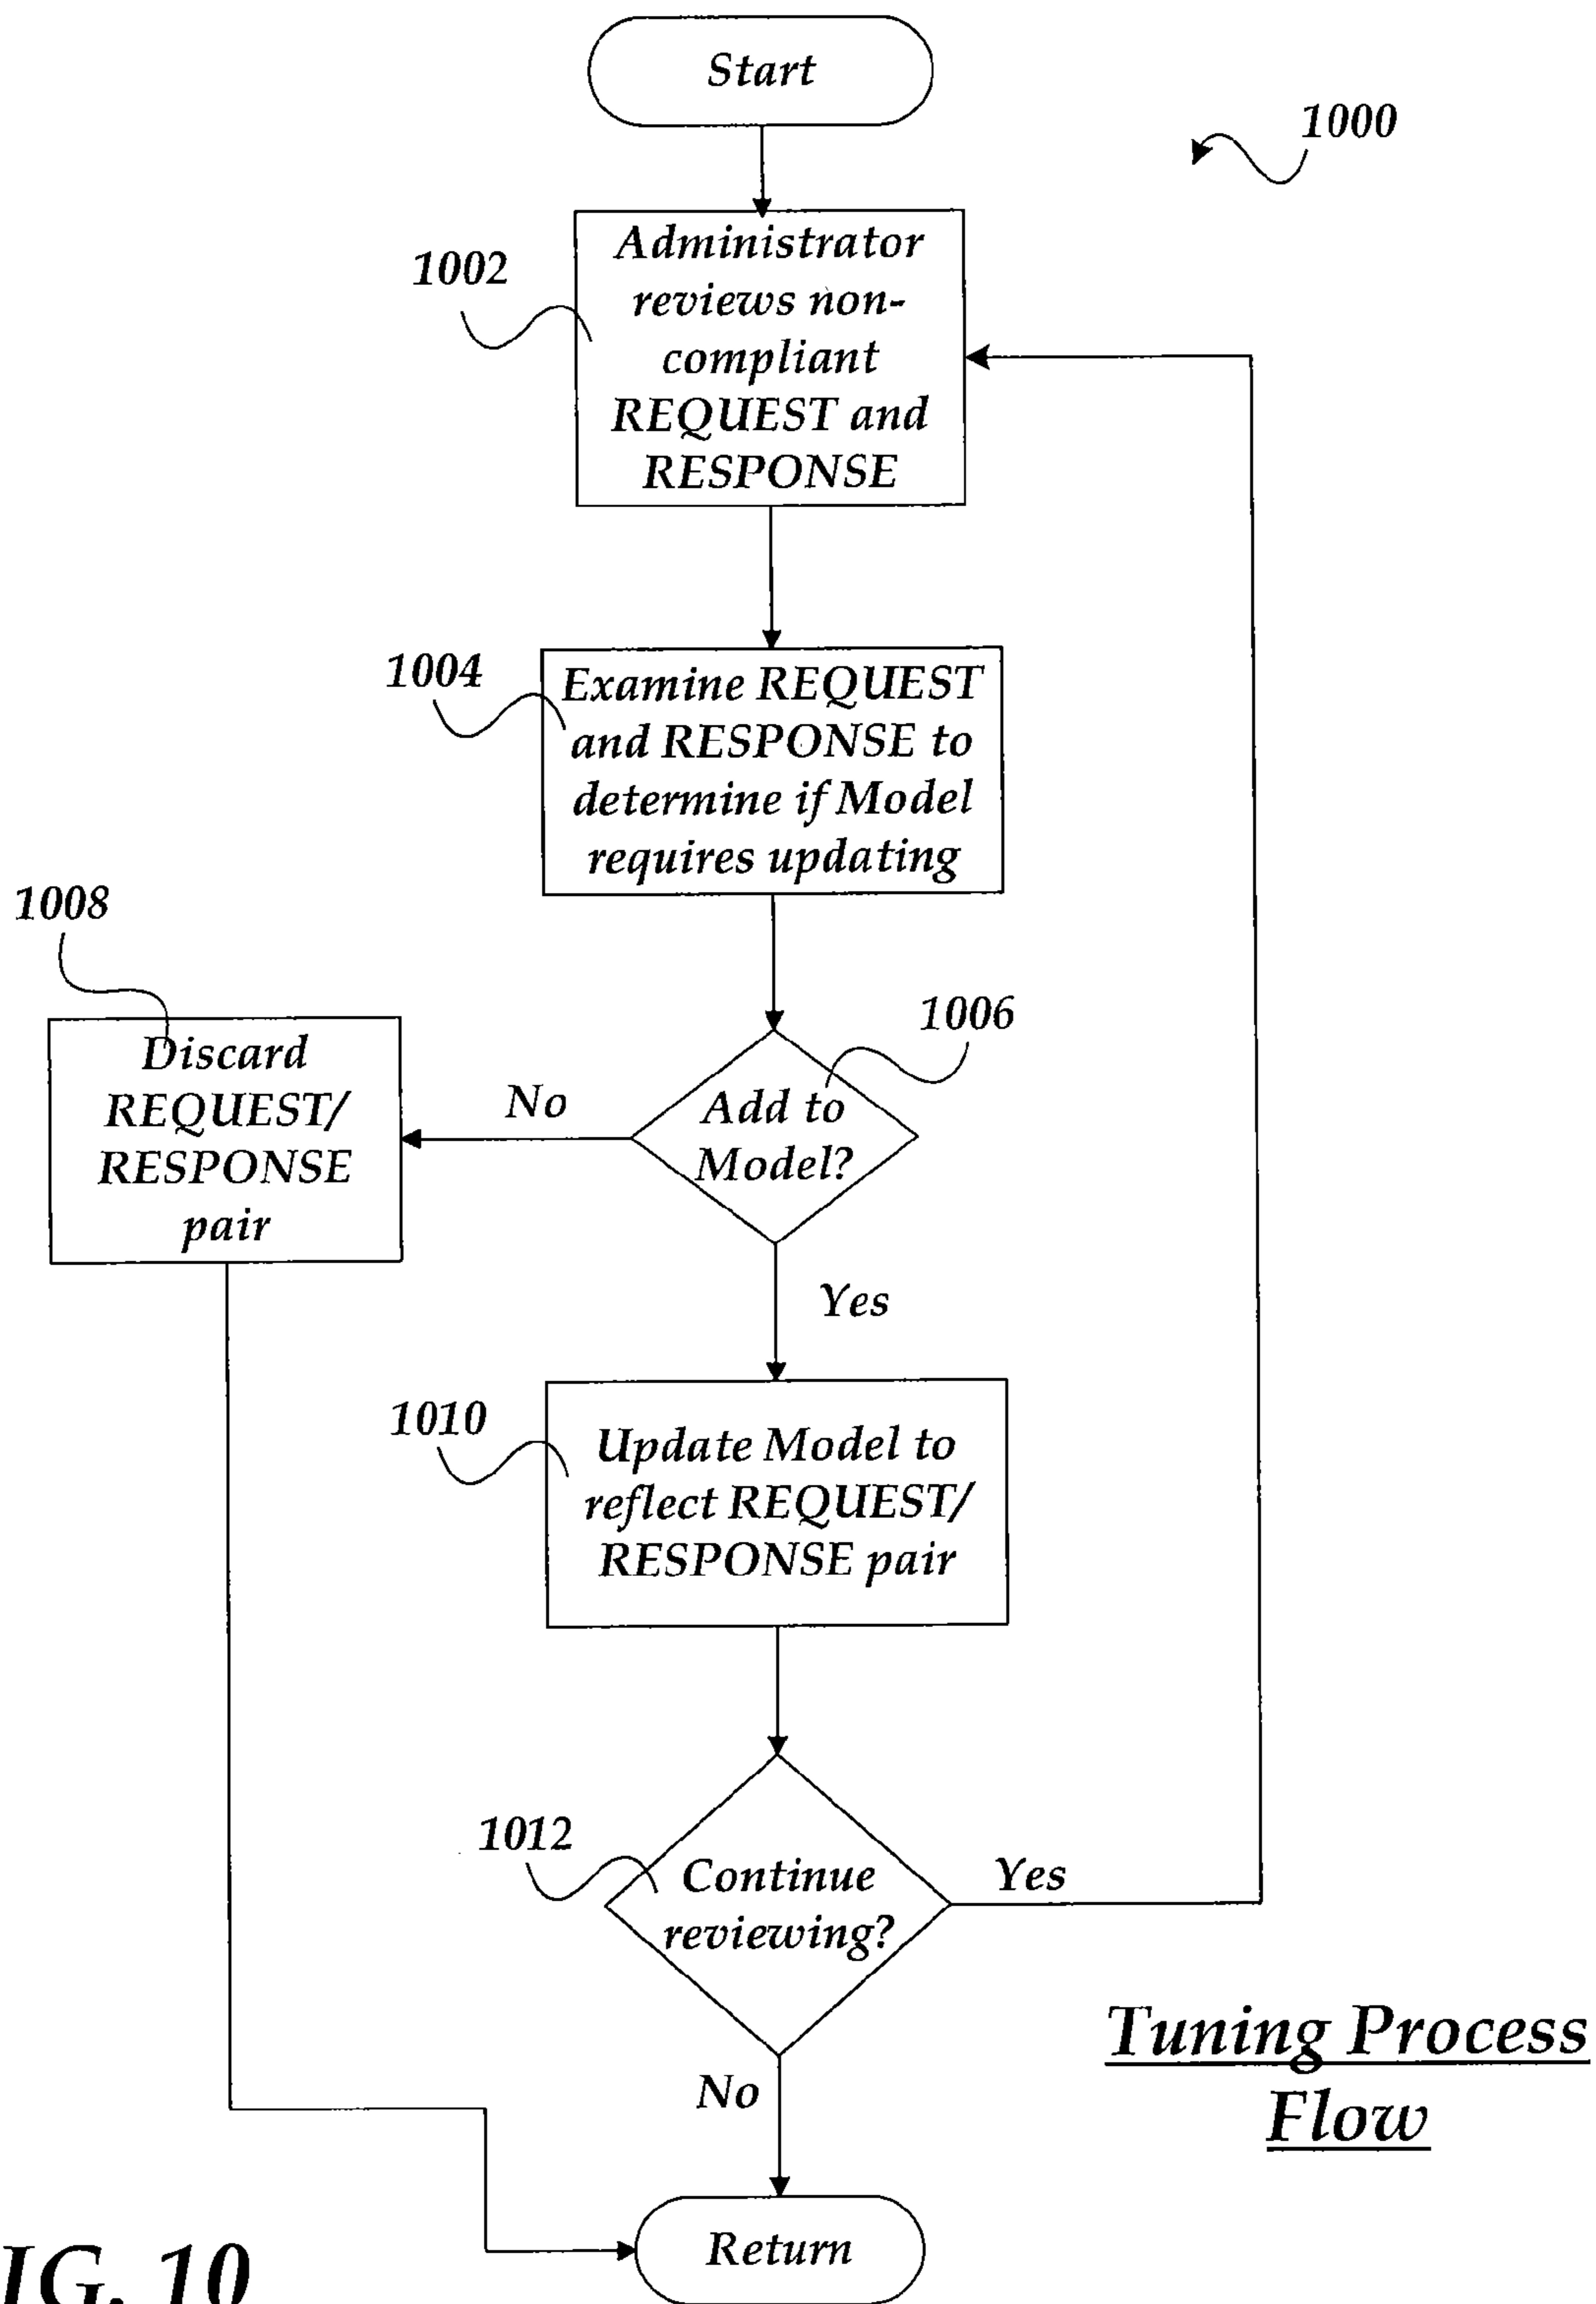 Start
1000
1002
Administrator
reviews non-
compliant
REQUEST and
RESPONSE
1004
Examine REQUEST
and RESPONSE to
determine if Model
requires updating
1008
Discard
REQUEST/
RESPONSE
pair
1006
No
Add to
Model?
Yes
1010
Update Model to
reflect REQUEST/
RESPONSE pair
1012
Continue
reviewing?
Yes
No
Tuning Process
Flow
Return
IG. 10